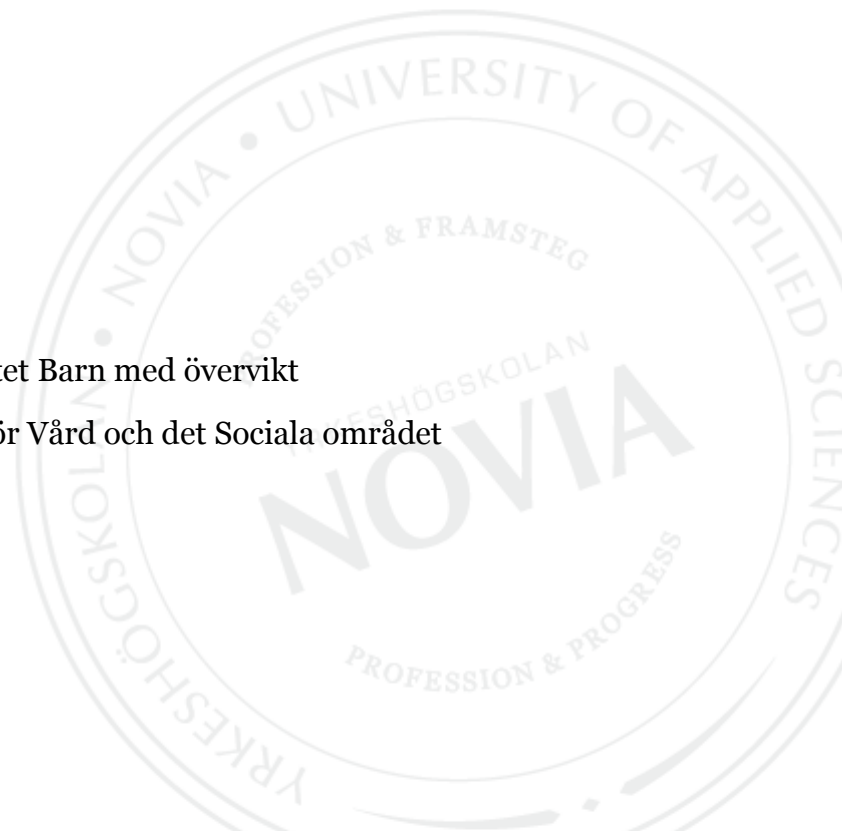 UNIVERSITY OF APPLIED SCIENCES
YRKESHÖGSKOLAN • NOVIA •
PROFESSION & FRAMSTEG
YRKESHÖGSKOLAN
NOVIA
PROFESSION & PROGRESS
tet Barn med övervikt
ör Vård och det Sociala området